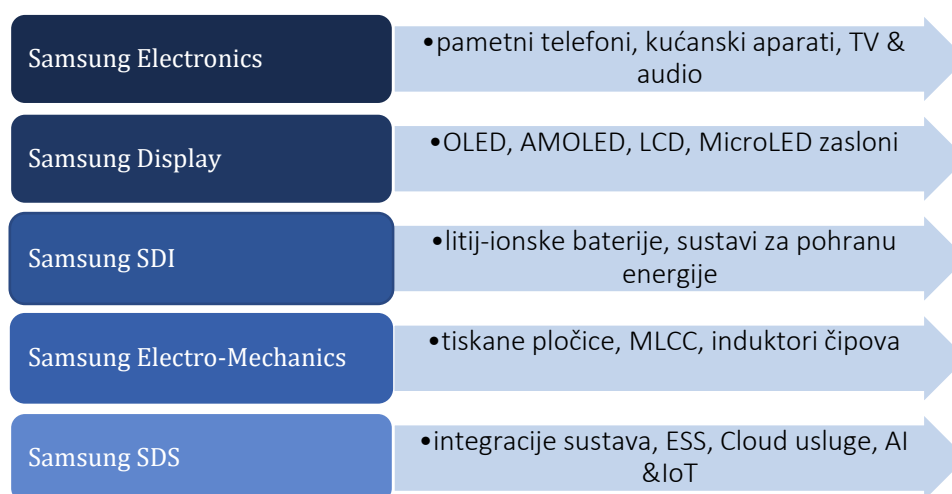 Samsung Electronics
•pametni telefoni, kućanski aparati, TV &
audio
Samsung Display
•OLED, AMOLED, LCD, MicroLED zasloni
Samsung SDI
•litij-ionske baterije, sustavi za pohranu
energije
Samsung Electro-Mechanics
•tiskane pločice, MLCC, induktori čipova
Samsung SDS
•integracije sustava, ESS, Cloud usluge, AI
&IoT